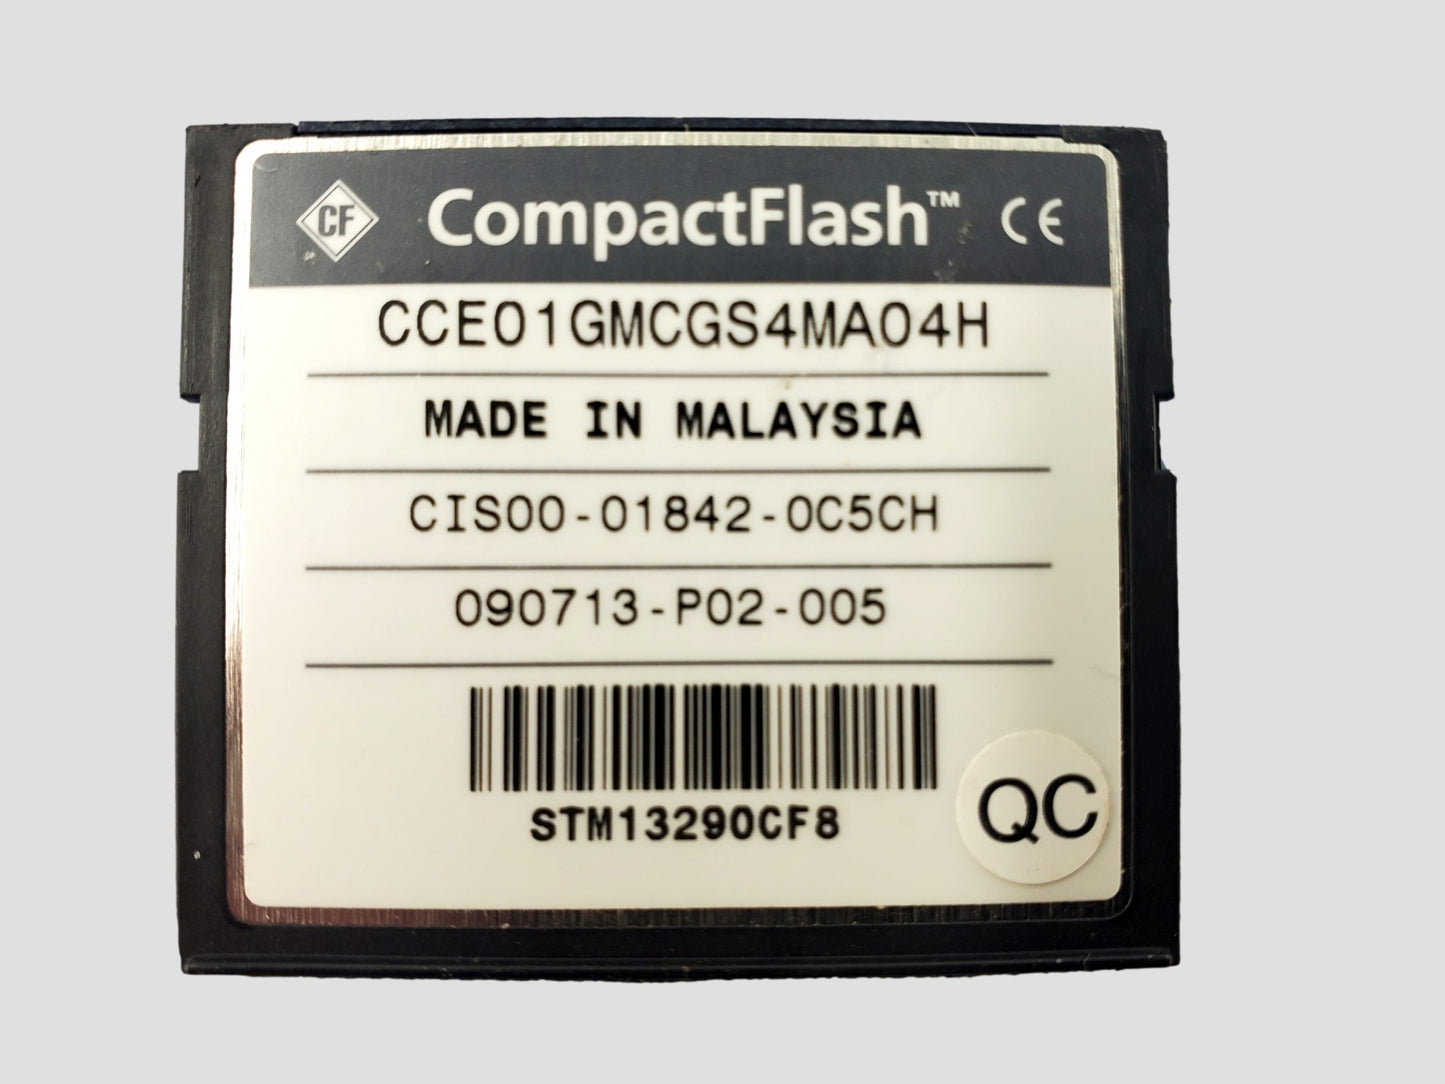 CF CompactFlash™ CE
CCE01GMCGS4MA04H
MADE IN MALAYSIA
CIS00-01842-0C5CH
090713-P02-005
STM13290CF8
QC